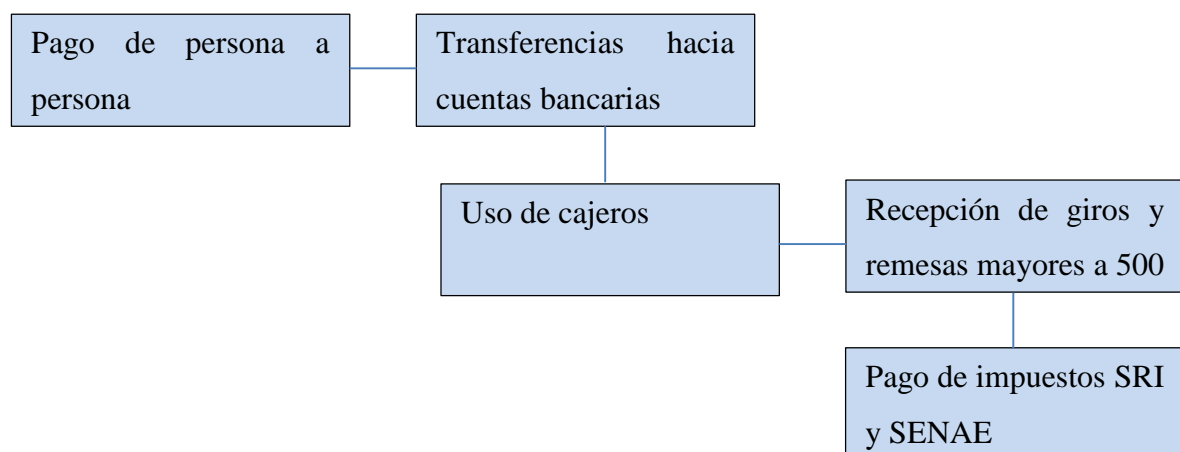 Pago de persona a
persona
Transferencias hacia
cuentas bancarias
Uso de cajeros
Recepción de giros y
remesas mayores a 500
Pago de impuestos SRI
y SENAE